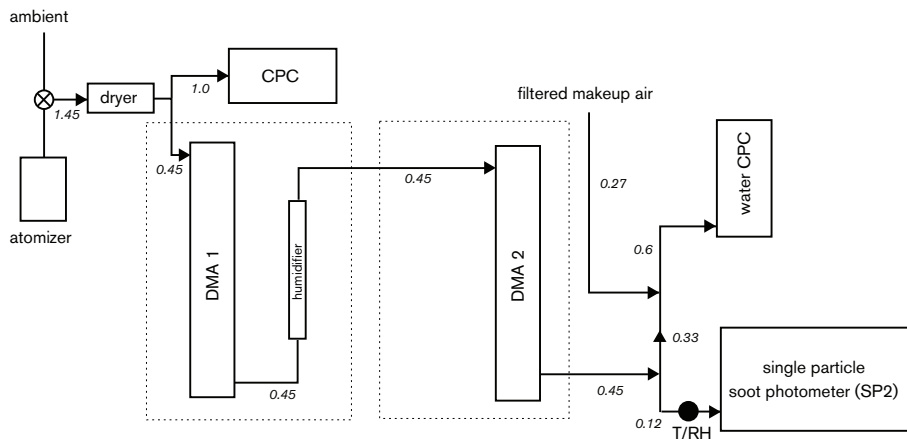 ambient
CPC
dryer
1.0
1.45
filtered makeup air
water CPC
0.45
0.45
0.27
atomizer
DMA 1
humidifier
DMA 2
0.6
0.33
single particle
soot photometer (SP2)
0.45
0.45
0.12
T/RH